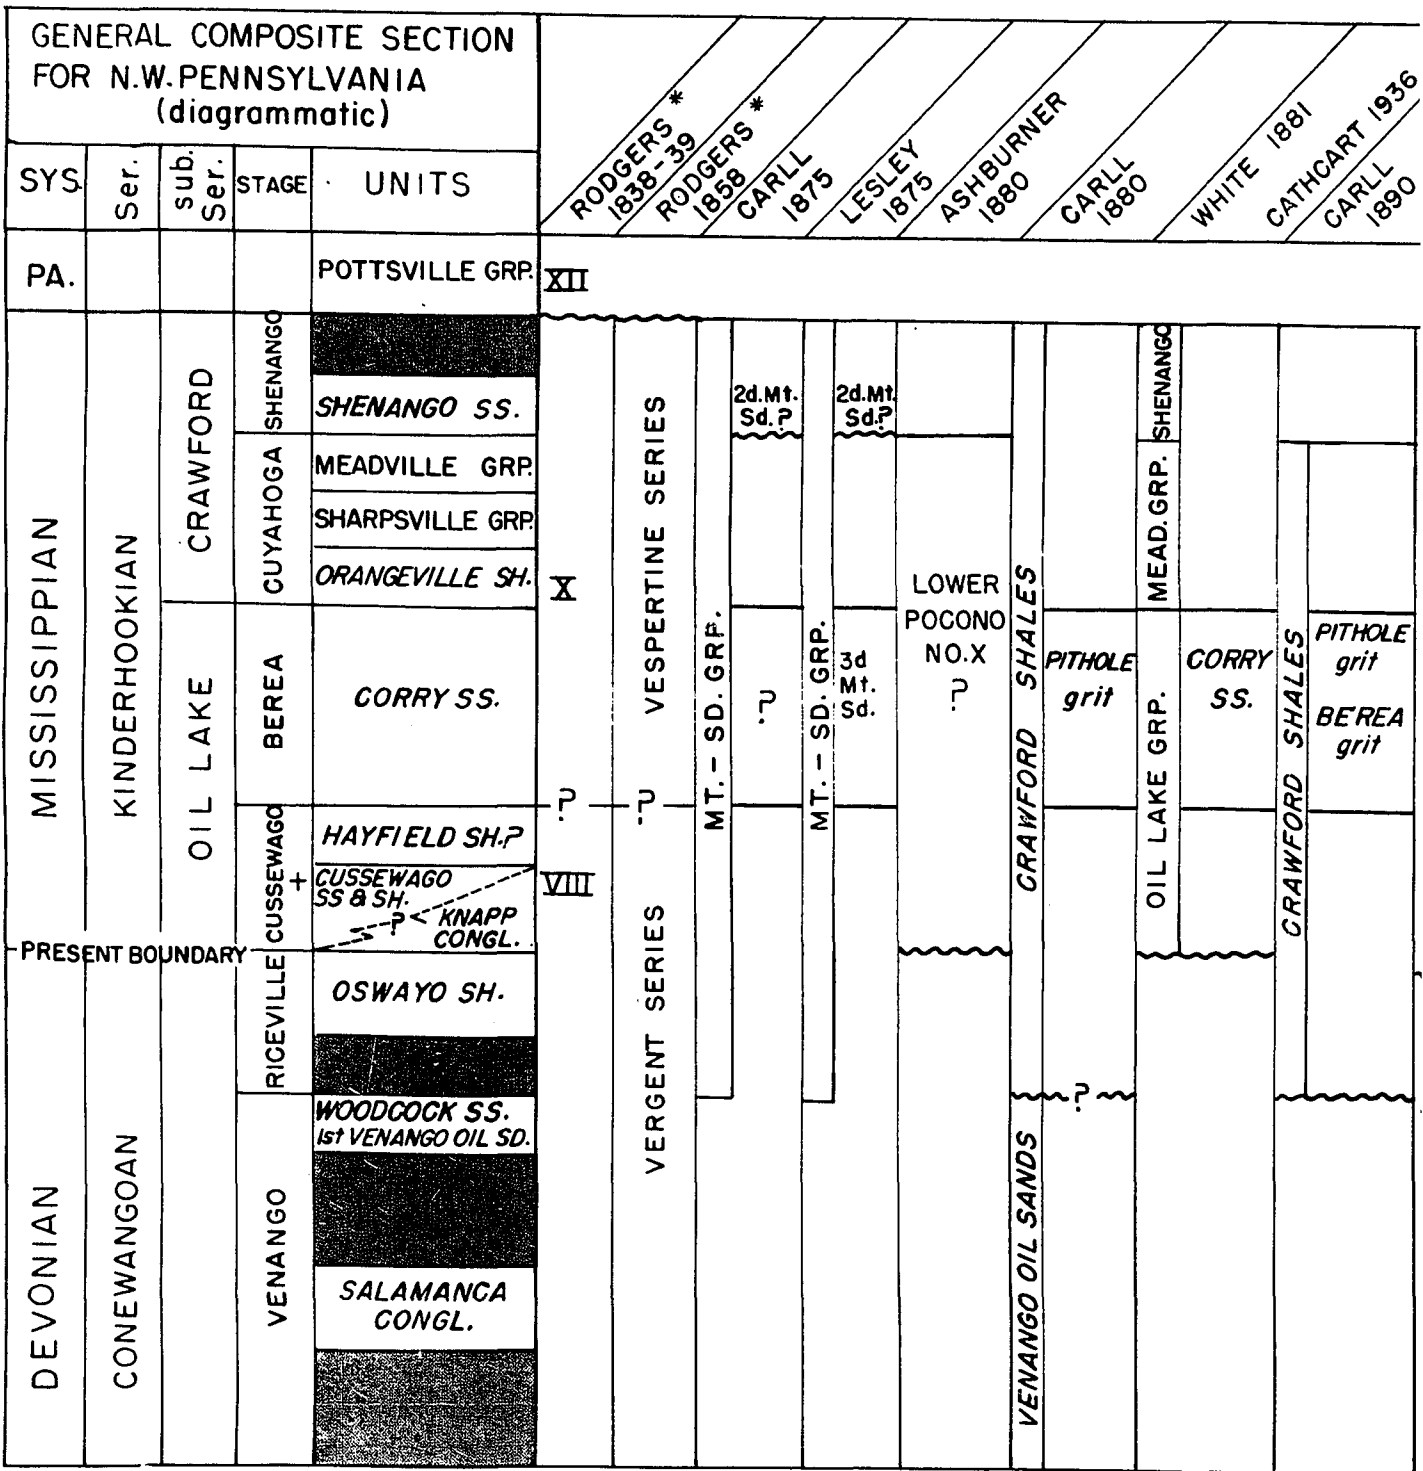 GENERAL COMPOSITE SECTION
FOR N.W. PENNSYLVANIA
(diagrammatic)
SYS.
Ser.
sub.
Ser.
STAGE
UNITS
RODGERS *
1838-39
RODGERS *
1858
CARLL
1875
LESLEY
1875
ASHBURNER
1880
CARLL
1880
WHITE 1881
CATHCART 1936
CARLL
1890
PA.
POTTSVILLE GRP.
XII
MISSISSIPPIAN
KINDERHOOKIAN
CRAWFORD
OIL LAKE
SHENANGO
CUYAHOGA
BEREA
CUSSEWAGO
+
SHENANGO SS.
MEADVILLE GRP.
SHARPSVILLE GRP.
ORANGEVILLE SH.
CORRY SS.
HAYFIELD SH.?
CUSSEWAGO
SS & SH.
? < KNAPP
CONGL.
PRESENT BOUNDARY
DEVONIAN
CONEWANGOAN
RICEVILLE
VENANGO
OSWAYO SH.
WOODCOCK SS.
1st VENANGO OIL SD.
SALAMANCA
CONGL.
X
?
VIII
VESPERTINE SERIES
?
VERGENT SERIES
MT.- SD. GRP.
2d. Mt.
Sd.?
?
MT.- SD. GRP.
2d. Mt.
Sd.?
3d
Mt.
Sd.
LOWER
POCONO
NO.X
?
CRAWFORD SHALES
VENANGO OIL SANDS
PITHOLE
grit
?
SHENANGO
MEAD. GRP.
OIL LAKE GRP.
CORRY
SS.
CRAWFORD SHALES
PITHOLE
grit
BEREA
grit